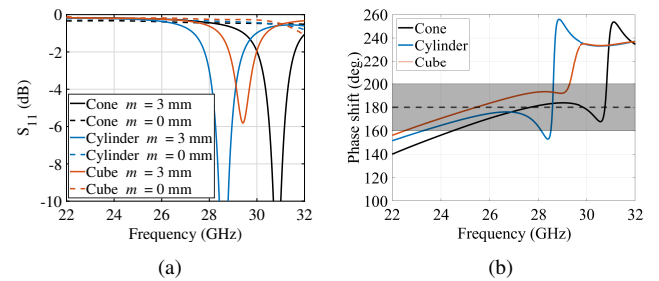 0
-2
-4
-6
-8
-10
S11 (dB)
Cone m = 3 mm
Cone m = 0 mm
Cylinder m = 3 mm
Cylinder m = 0 mm
Cube m = 3 mm
Cube m = 0 mm
22 24 26 28 30 32
Frequency (GHz)
(a)
260
240
220
200
180
160
140
120
100
Phase shift (deg.)
Cone
Cylinder
Cube
22 24 26 28 30 32
Frequency (GHz)
(b)